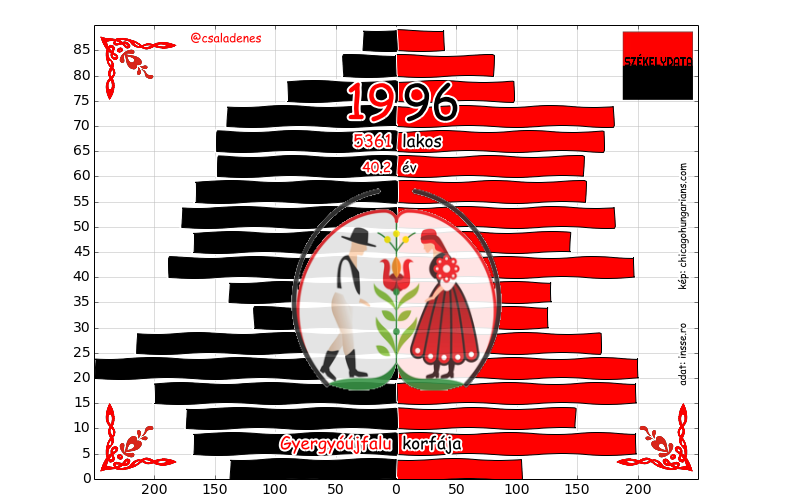 @csaladenes
SZÉKELYDATA
1996
5361 lakos
40.2 év
kép: chicagohungarians.com
adat: insse.ro
Gyergyóújfalu korfája
85
80
75
70
65
60
55
50
45
40
35
30
25
20
15
10
5
0
200 150 100 50 0 50 100 150 200